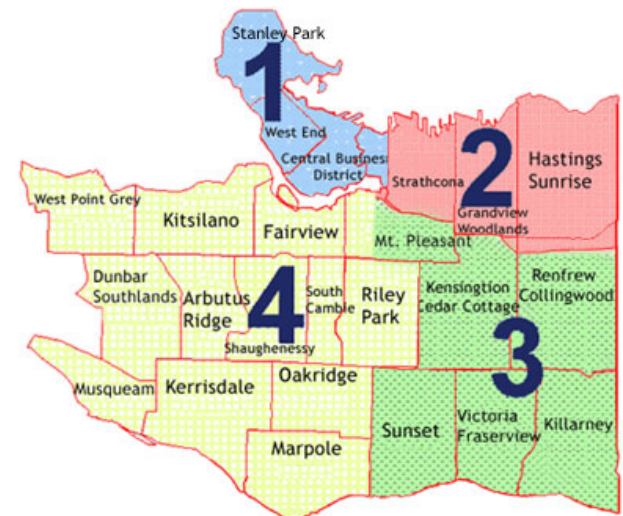 Stanley Park
1
West End
Central Business
District
2
Strathcona
Hastings
Sunrise
Grandview
Woodlands
West Point Grey
Kitsilano
Fairview
Mt. Pleasant
Dunbar
Southlands
Arbutus
Ridge
4
Shaughenessy
South
Cambie
Riley
Park
Kensingtion
Cedar Cottage
Renfrew
Collingwood
3
Musqueam
Kerrisdale
Oakridge
Marpole
Sunset
Victoria
Fraserview
Killarney